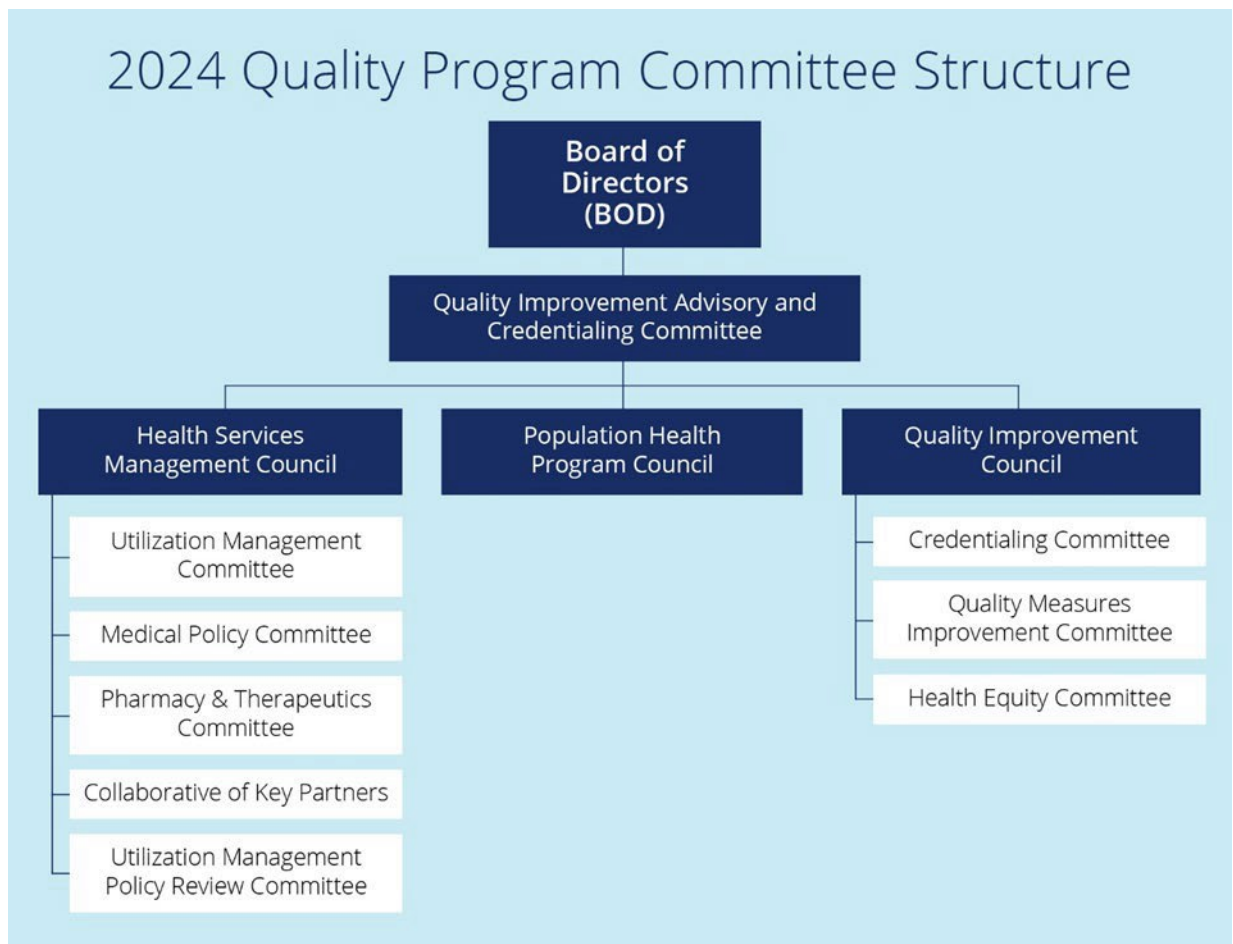 2024 Quality Program Committee Structure
Board of
Directors
(BOD)
Quality Improvement Advisory and
Credentialing Committee
Health Services
Management Council
Utilization Management
Committee
Medical Policy Committee
Pharmacy & Therapeutics
Committee
Collaborative of Key Partners
Utilization Management
Policy Review Committee
Population Health
Program Council
Quality Improvement
Council
Credentialing Committee
Quality Measures
Improvement Committee
Health Equity Committee